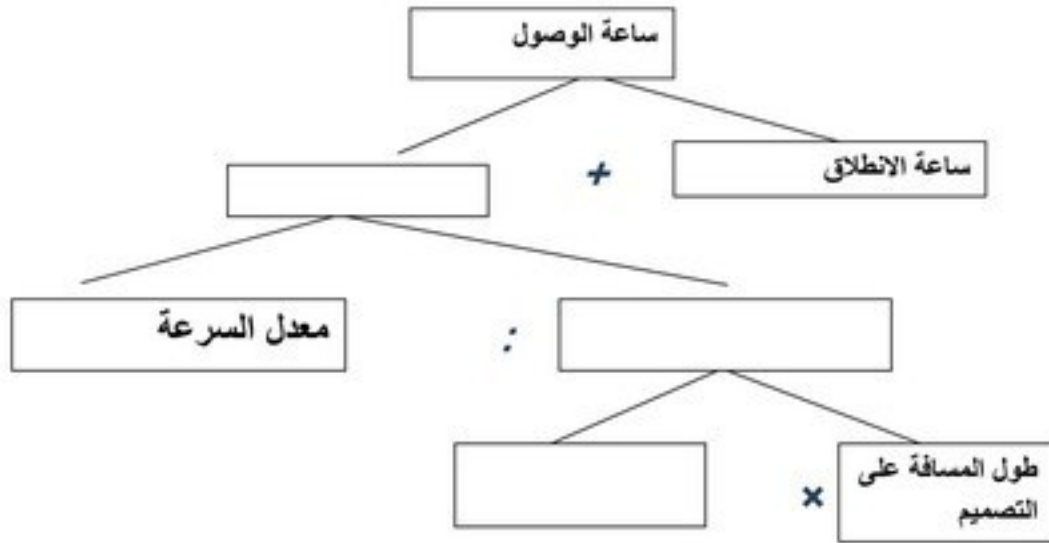 ساعة الوصول
ساعة الانطلاق
+
معدل السرعة
:
طول المسافة على
التصميم
×